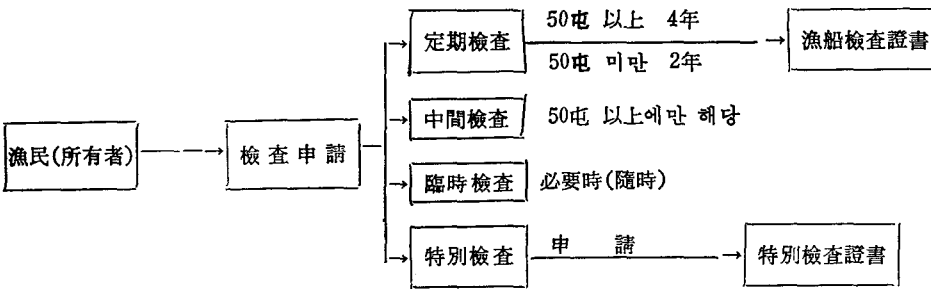 50屯 以上 4年
定期檢査
漁船檢査證書
50屯 미만 2年
中間檢査 50屯 以上에만 해당
漁民(所有者)
檢査申請
臨時檢査 必要時(隨時)
特別檢査 申 請 特別檢査證書